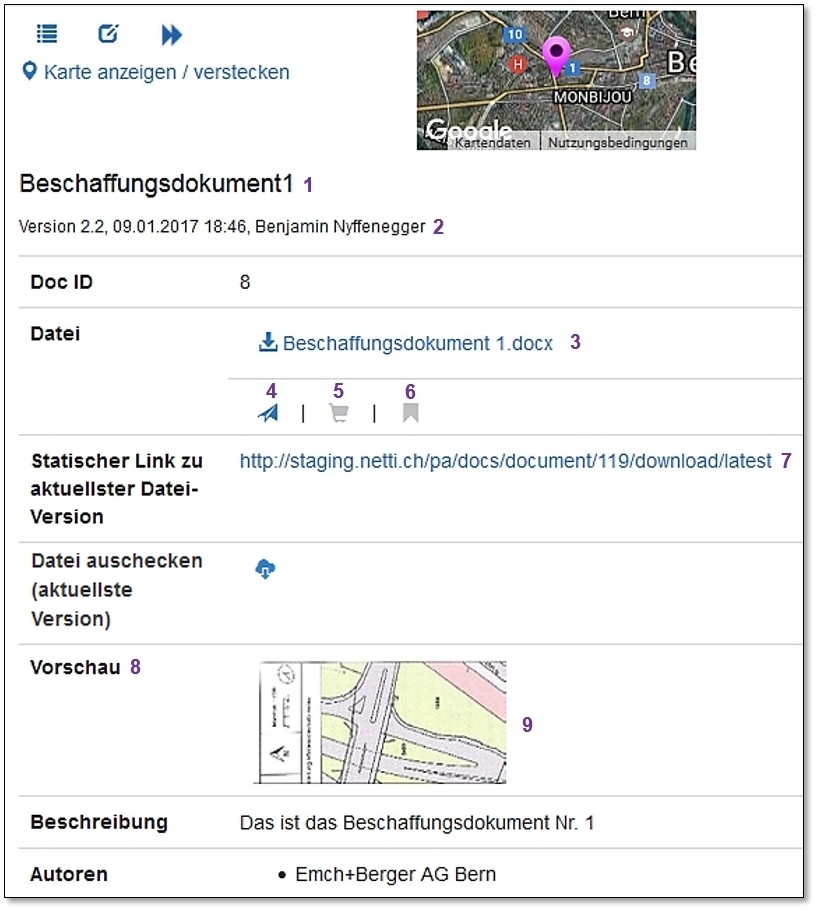 Karte anzeigen / verstecken
Bern
10
H
1
8
Be
MONBIJOU
Google
Kartendaten
Nutzungsbedingungen
Beschaffungsdokument1 1
Version 2.2, 09.01.2017 18:46, Benjamin Nyffenegger 2
Doc ID 8
Datei
Beschaffungsdokument 1.docx 3
4 5 6
| |
Statischer Link zu http://staging.netti.ch/pa/docs/document/119/download/latest 7
aktuellster Datei-
Version
Datei auschecken
(aktuellste
Version)
Vorschau 8
9
Beschreibung Das ist das Beschaffungsdokument Nr. 1
Autoren • Emch+Berger AG Bern